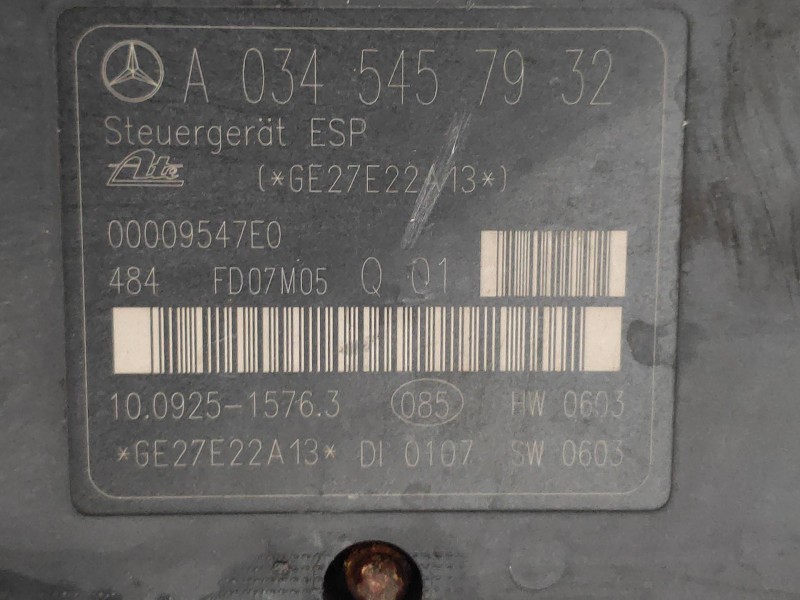 A 034 545 79 32
Steuergerät ESP
Ate (*GE27E22A13*)
00009547E0
484 FD07M05 Q 01
10.0925-1576.3 085 HW 0603
*GE27E22A13* DI 0107 SW 0603